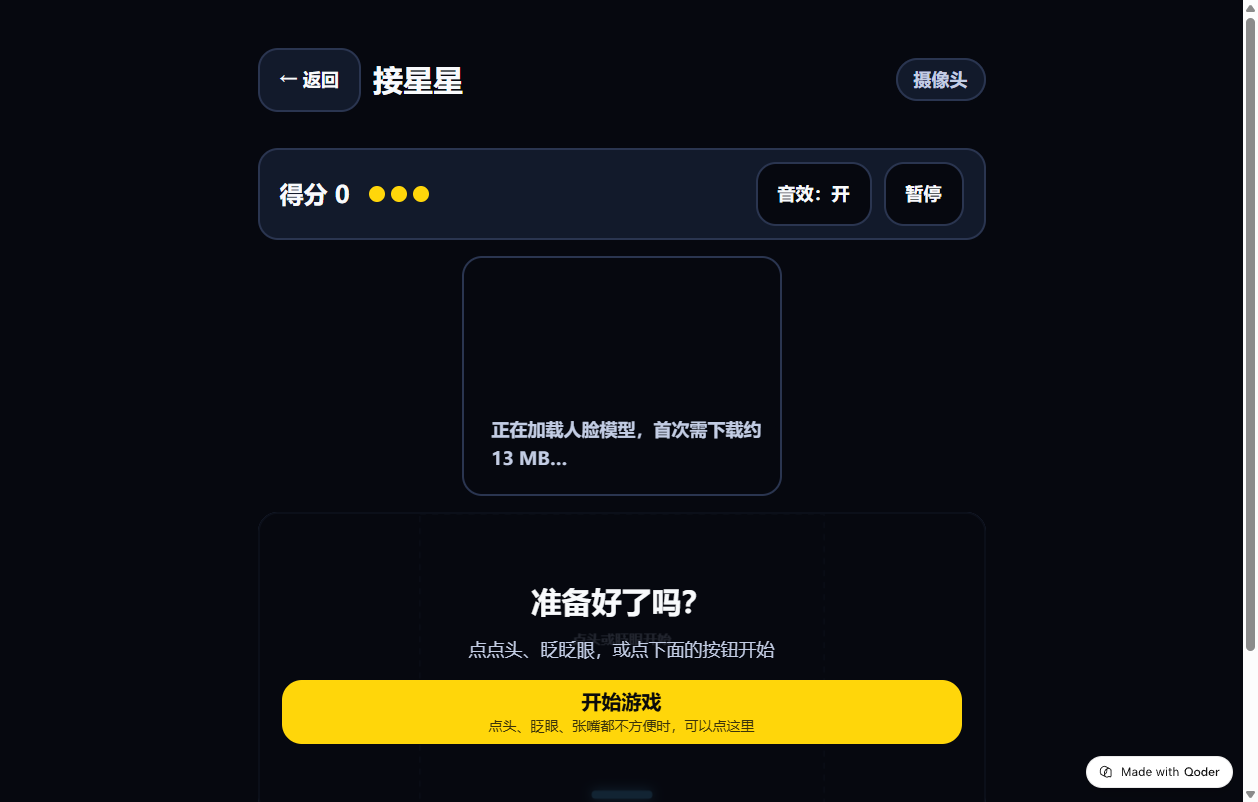 ← 返回
接星星
摄像头
得分 0
音效：开
暂停
正在加载人脸模型，首次需下载约
13 MB...
准备好了吗？
点点头、眨眨眼，或点下面的按钮开始
开始游戏
点头、眨眼、张嘴都不方便时，可以点这里
Made with Qoder